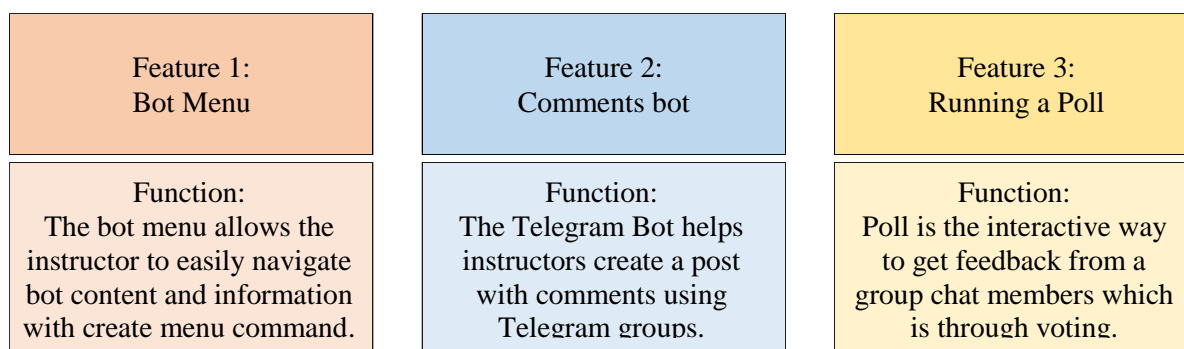 Feature 1:
Bot Menu
Function:
The bot menu allows the
instructor to easily navigate
bot content and information
with create menu command.
Feature 2:
Comments bot
Function:
The Telegram Bot helps
instructors create a post
with comments using
Telegram groups.
Feature 3:
Running a Poll
Function:
Poll is the interactive way
to get feedback from a
group chat members which
is through voting.